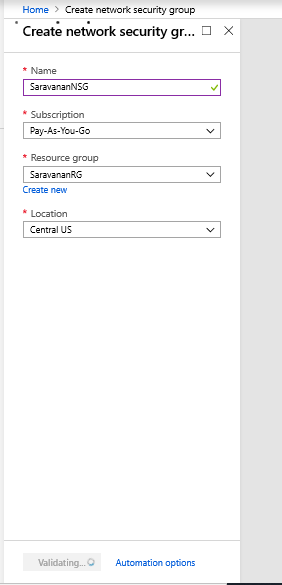 Home > Create network security group
Create network security gr...
* Name
SaravananNSG
* Subscription
Pay-As-You-Go
* Resource group
SaravananRG
Create new
* Location
Central US
Validating...
Automation options